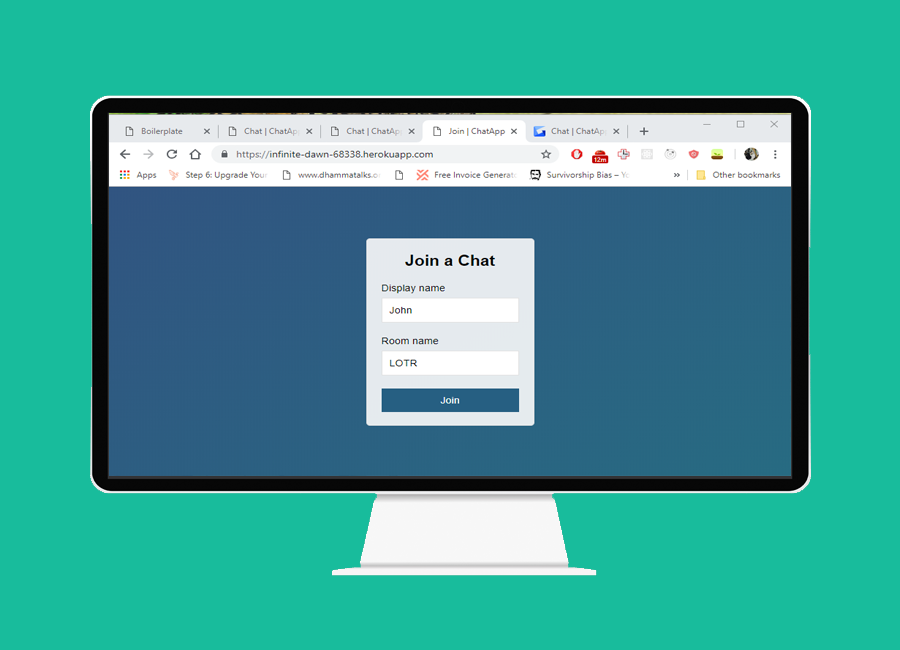 Boilerplate
Chat | ChatApp
Chat | ChatApp
Join | ChatApp
Chat | ChatApp
https://infinite-dawn-68338.herokuapp.com
12m
Apps
Step 6: Upgrade Your
www.dhammatalks.o
Free Invoice Generat
Survivorship Bias –
»
Other bookmarks
Join a Chat
Display name
John
Room name
LOTR
Join